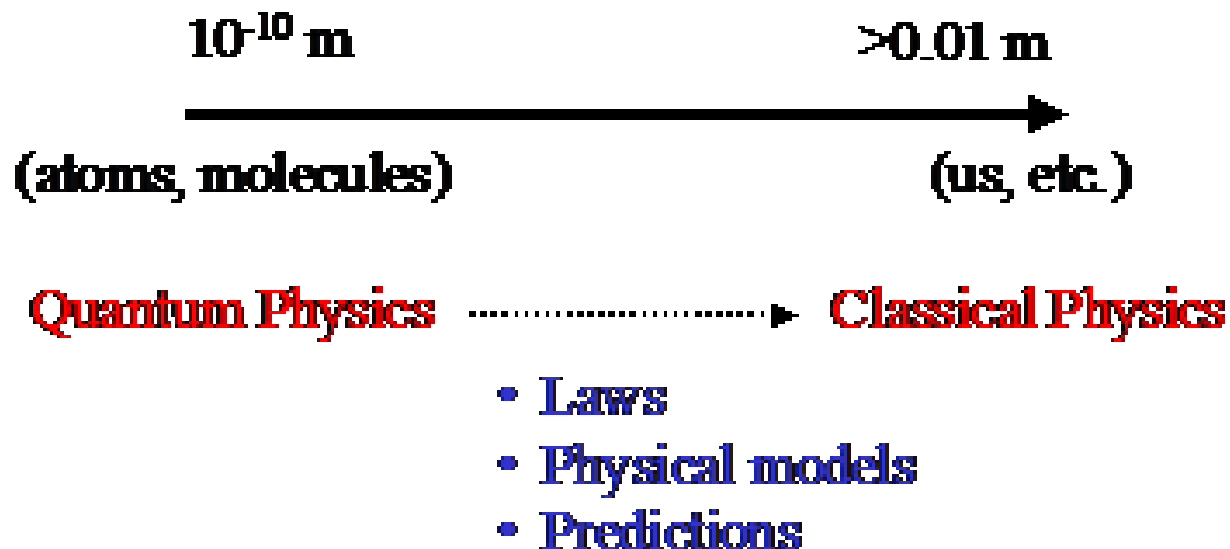 10⁻¹⁰ m >0.01 m
(atoms, molecules) (us, etc.)
Quantum Physics Classical Physics
• Laws
• Physical models
• Predictions